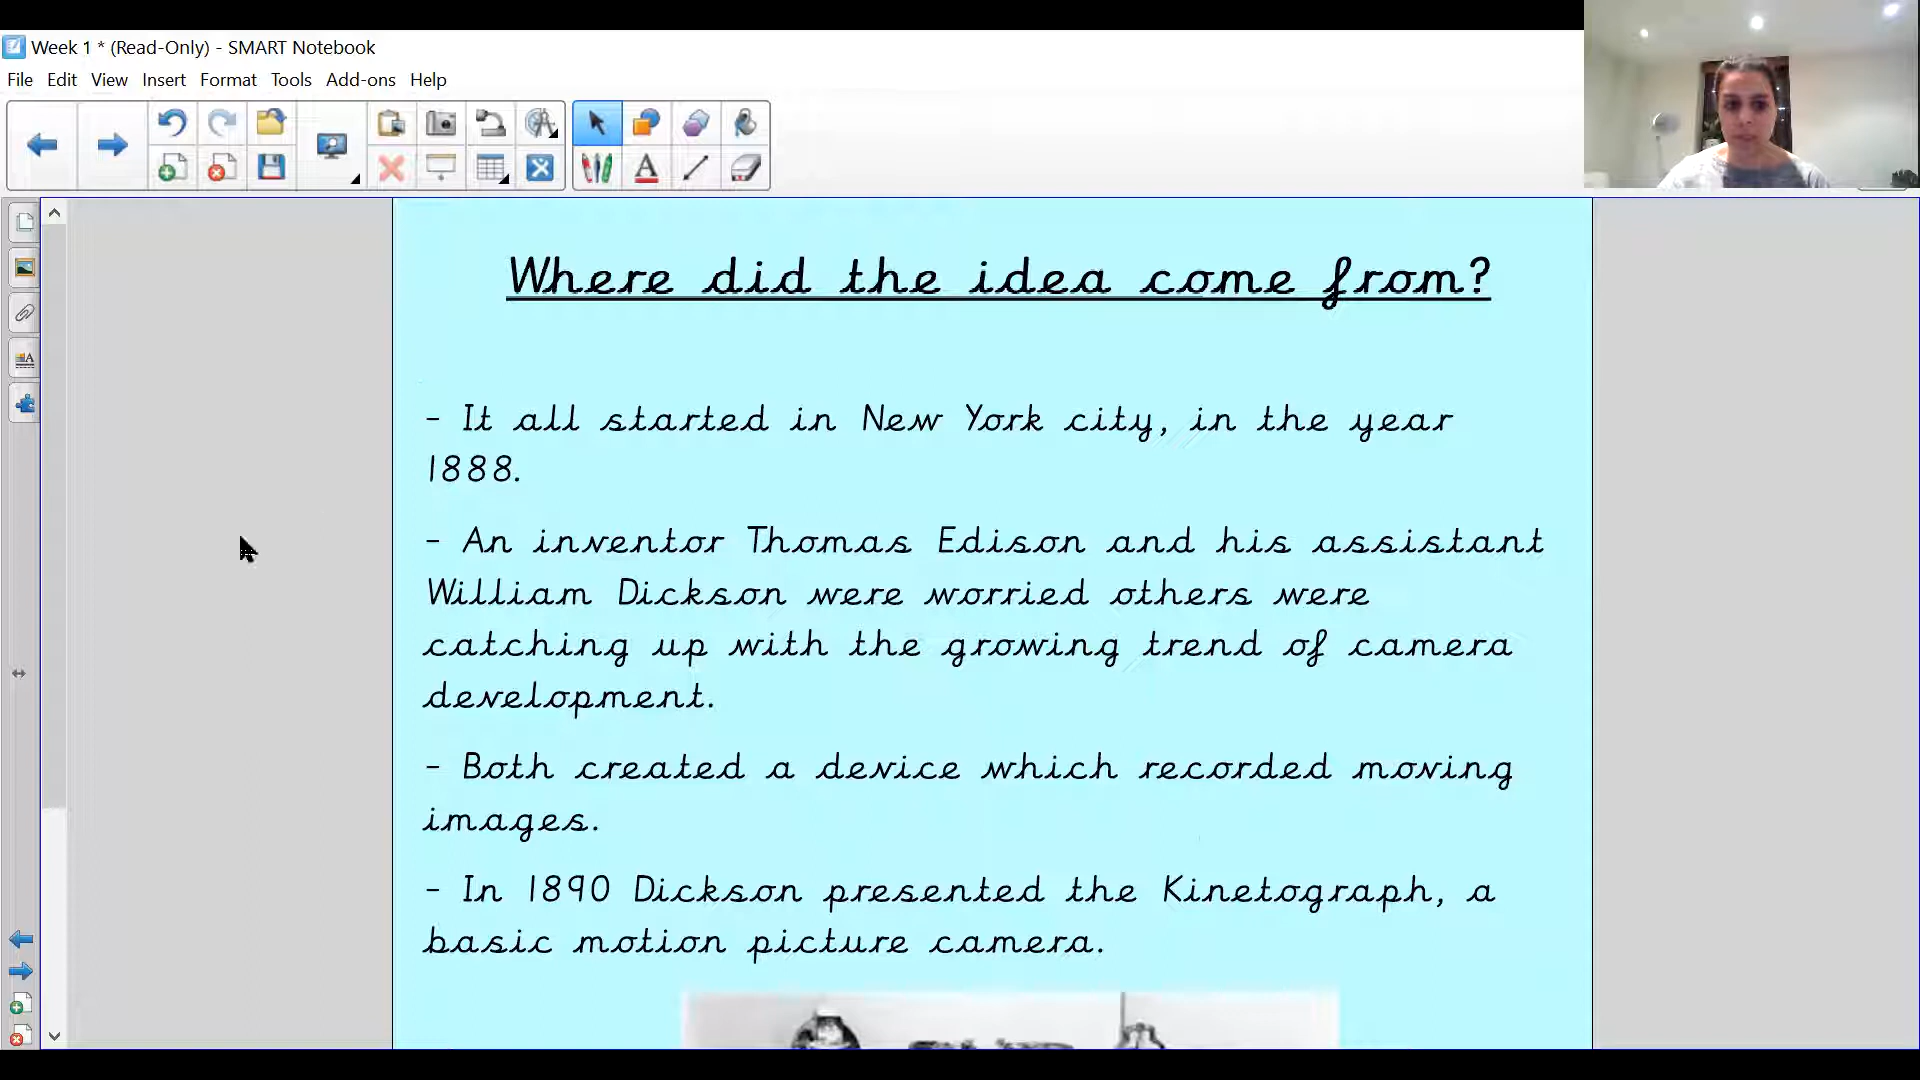 Week 1 * (Read-Only) - SMART Notebook
File Edit View Insert Format Tools Add-ons Help
Where did the idea come from?
- It all started in New York city, in the year
1888.
- An inventor Thomas Edison and his assistant
William Dickson were worried others were
catching up with the growing trend of camera
development.
- Both created a device which recorded moving
images.
- In 1890 Dickson presented the Kinetograph, a
basic motion picture camera.